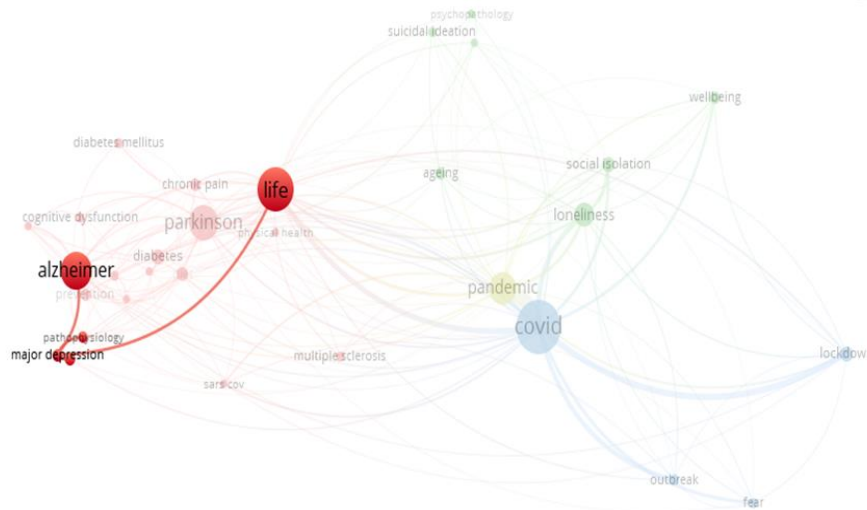 psychopathology
suicidal ideation
wellbeing
diabetes mellitus
social isolation
ageing
chronic pain
life
cognitive dysfunction
parkinson
loneliness
physical health
diabetes
alzheimer
pandemic
prevention
covid
pathophysiology
major depression
multiple sclerosis
lockdow
sars cov
outbreak
fear